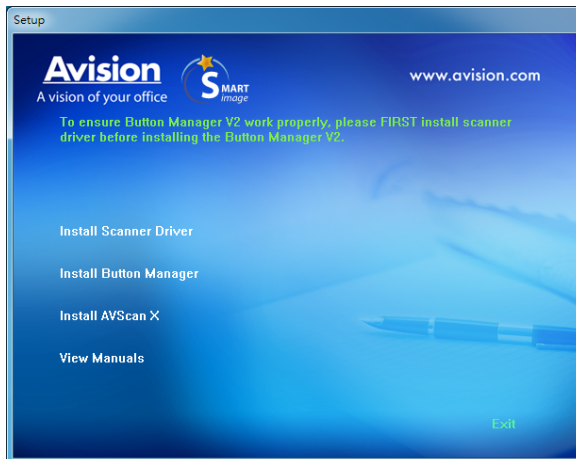 Setup
Avision
A vision of your office
SMART
Image
www.avision.com
To ensure Button Manager V2 work properly, please FIRST install scanner
driver before installing the Button Manager V2.
Install Scanner Driver
Install Button Manager
Install AVScan X
View Manuals
Exit